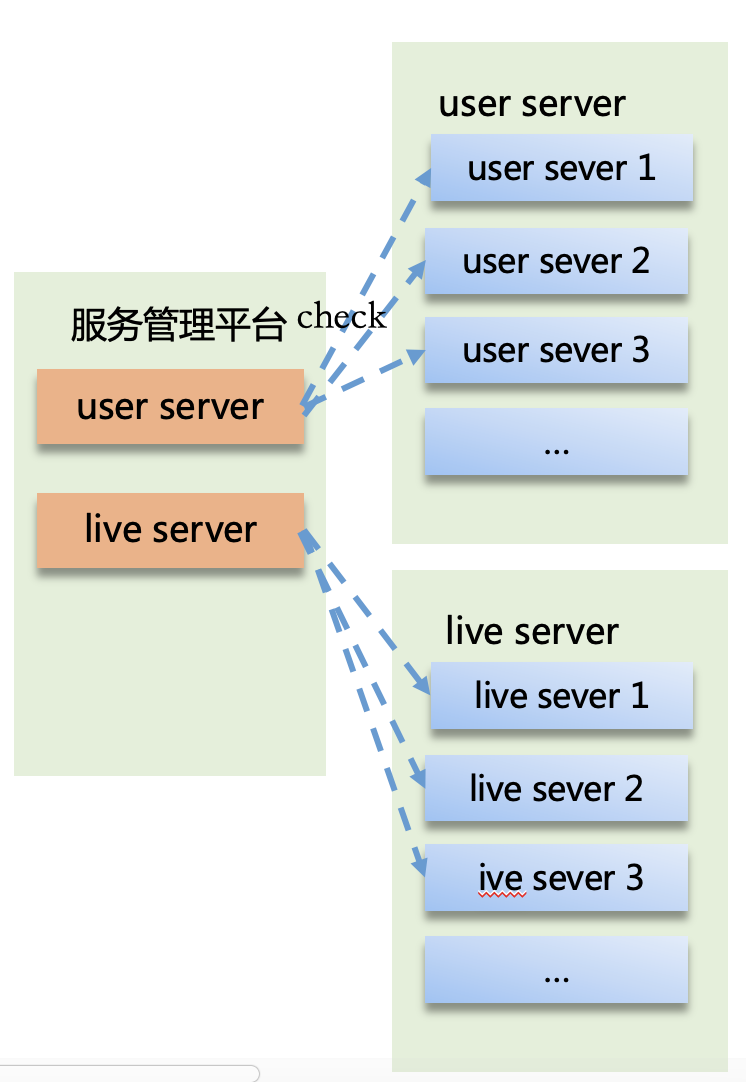 服务管理平台
check
user server
live server
user server
user sever 1
user sever 2
user sever 3
...
live server
live sever 1
live sever 2
ive sever 3
...